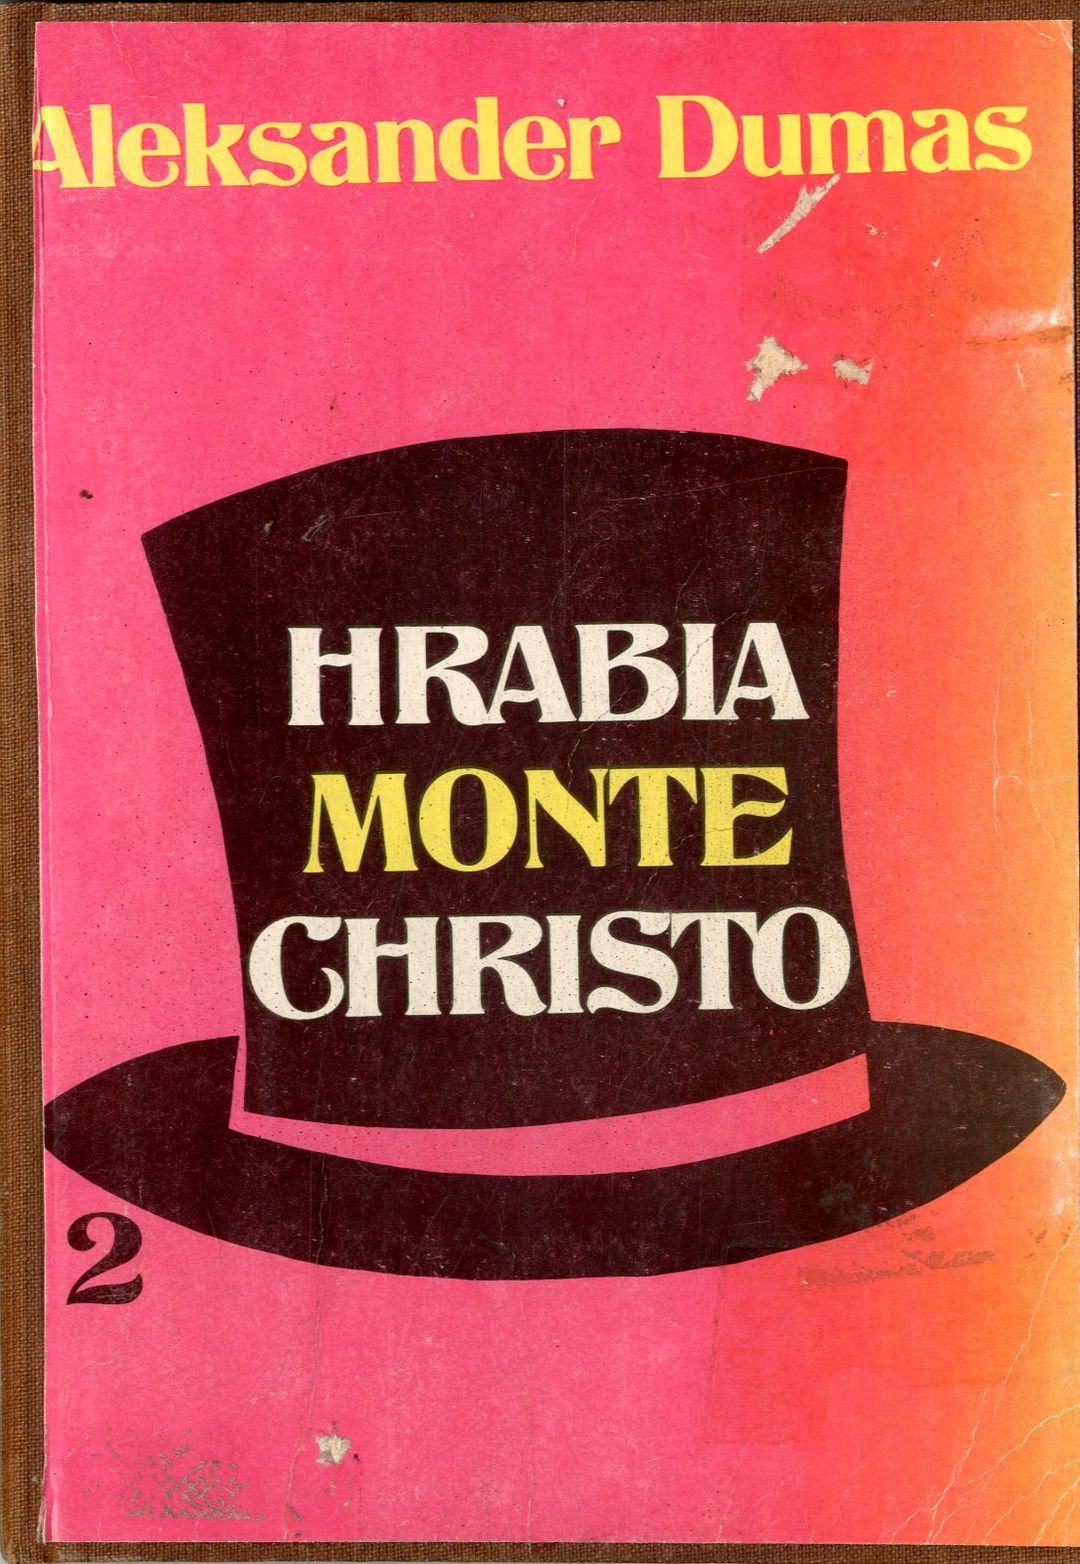 Aleksander Dumas
HRABIA
MONTE
CHRISTO
2